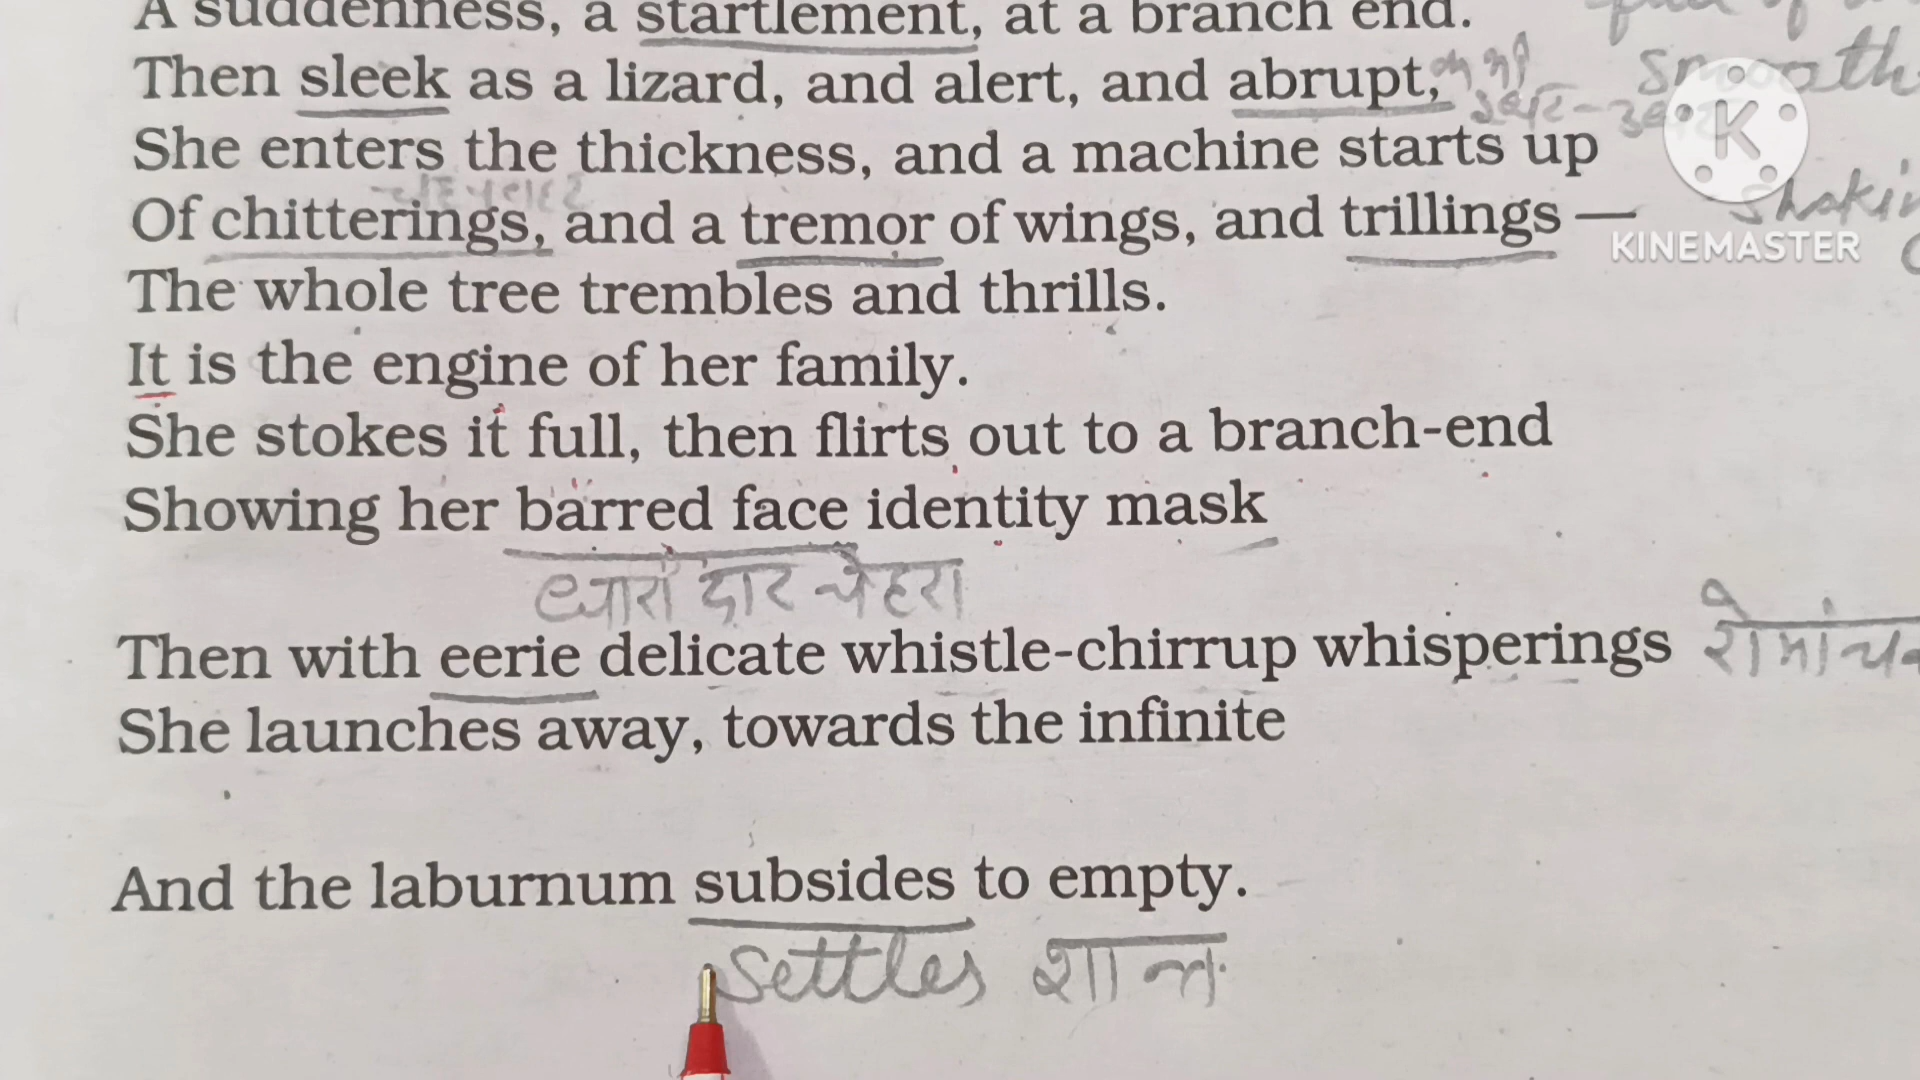 A suddenness, a startlement, at a branch end.
Then sleek as a lizard, and alert, and abrupt,
smooth
She enters the thickness, and a machine starts up
Of chitterings, and a tremor of wings, and trillings —
KINEMASTER
The whole tree trembles and thrills.
It is the engine of her family.
She stokes it full, then flirts out to a branch-end
Showing her barred face identity mask
धारीदार चेहरा
Then with eerie delicate whistle-chirrup whisperings
She launches away, towards the infinite
And the laburnum subsides to empty.
settles शान्त